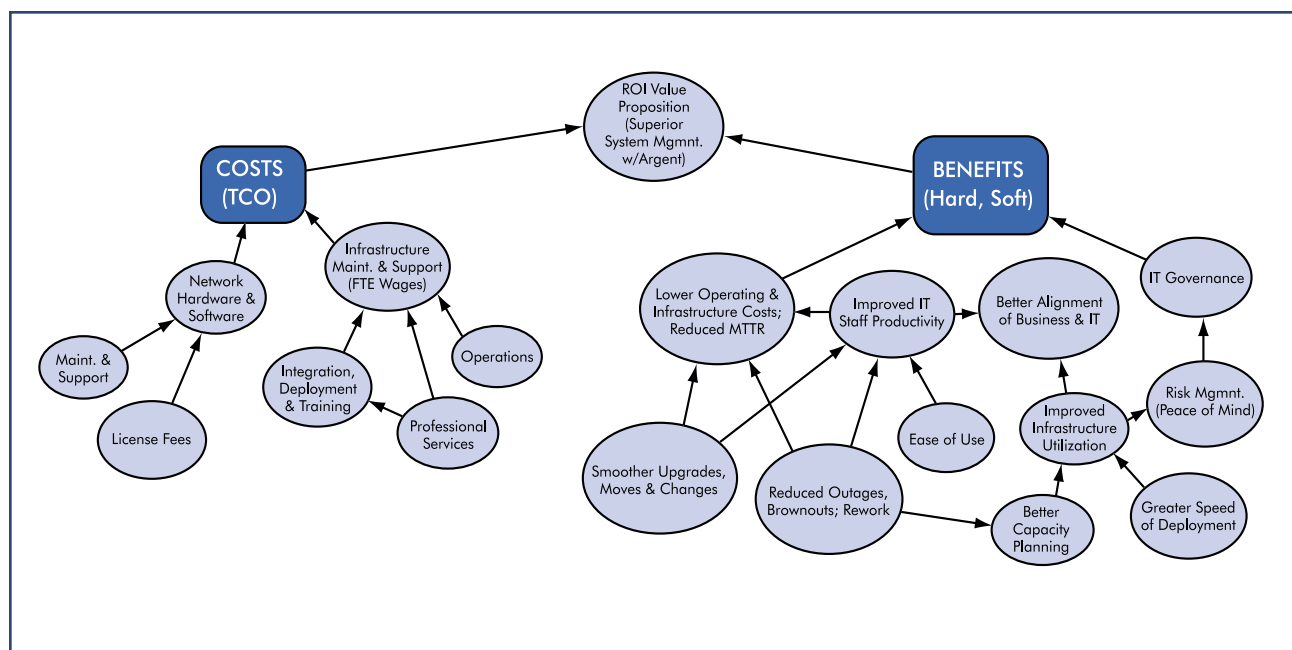 ROI Value
Proposition
(Superior
System Mgmnt.
w/Argent)
COSTS
(TCO)
BENEFITS
(Hard, Soft)
Infrastructure
Maint. & Support
(FTE Wages)
Network
Hardware &
Software
Maint. &
Support
License Fees
Integration,
Deployment
& Training
Operations
Professional
Services
Lower Operating &
Infrastructure Costs;
Reduced MTTR
Improved IT
Staff Productivity
Better Alignment
of Business & IT
IT Governance
Smoother Upgrades,
Moves & Changes
Reduced Outages,
Brownouts; Rework
Ease of Use
Improved
Infrastructure
Utilization
Risk Mgmnt.
(Peace of Mind)
Better
Capacity
Planning
Greater Speed
of Deployment